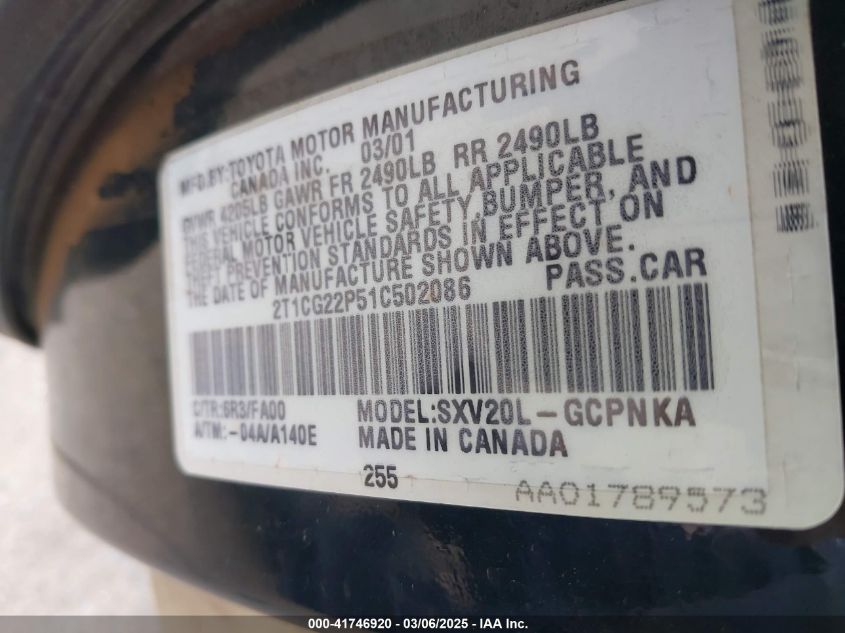 MFD.BY:TOYOTA MOTOR MANUFACTURING
CANADA INC. 03/01
GVWR 4205LB GAWR FR 2490LB RR 2490LB
THIS VEHICLE CONFORMS TO ALL APPLICABLE
FEDERAL MOTOR VEHICLE SAFETY,BUMPER, AND
THEFT PREVENTION STANDARDS IN EFFECT ON
THE DATE OF MANUFACTURE SHOWN ABOVE.
2T1CG22P51C502086 PASS.CAR
C/TR:6R3/FA00 MODEL:SXV20L-GCPNKA
A/TM:-04A/A140E MADE IN CANADA
255
AA01789573
000-41746920 - 03/06/2025 - IAA Inc.